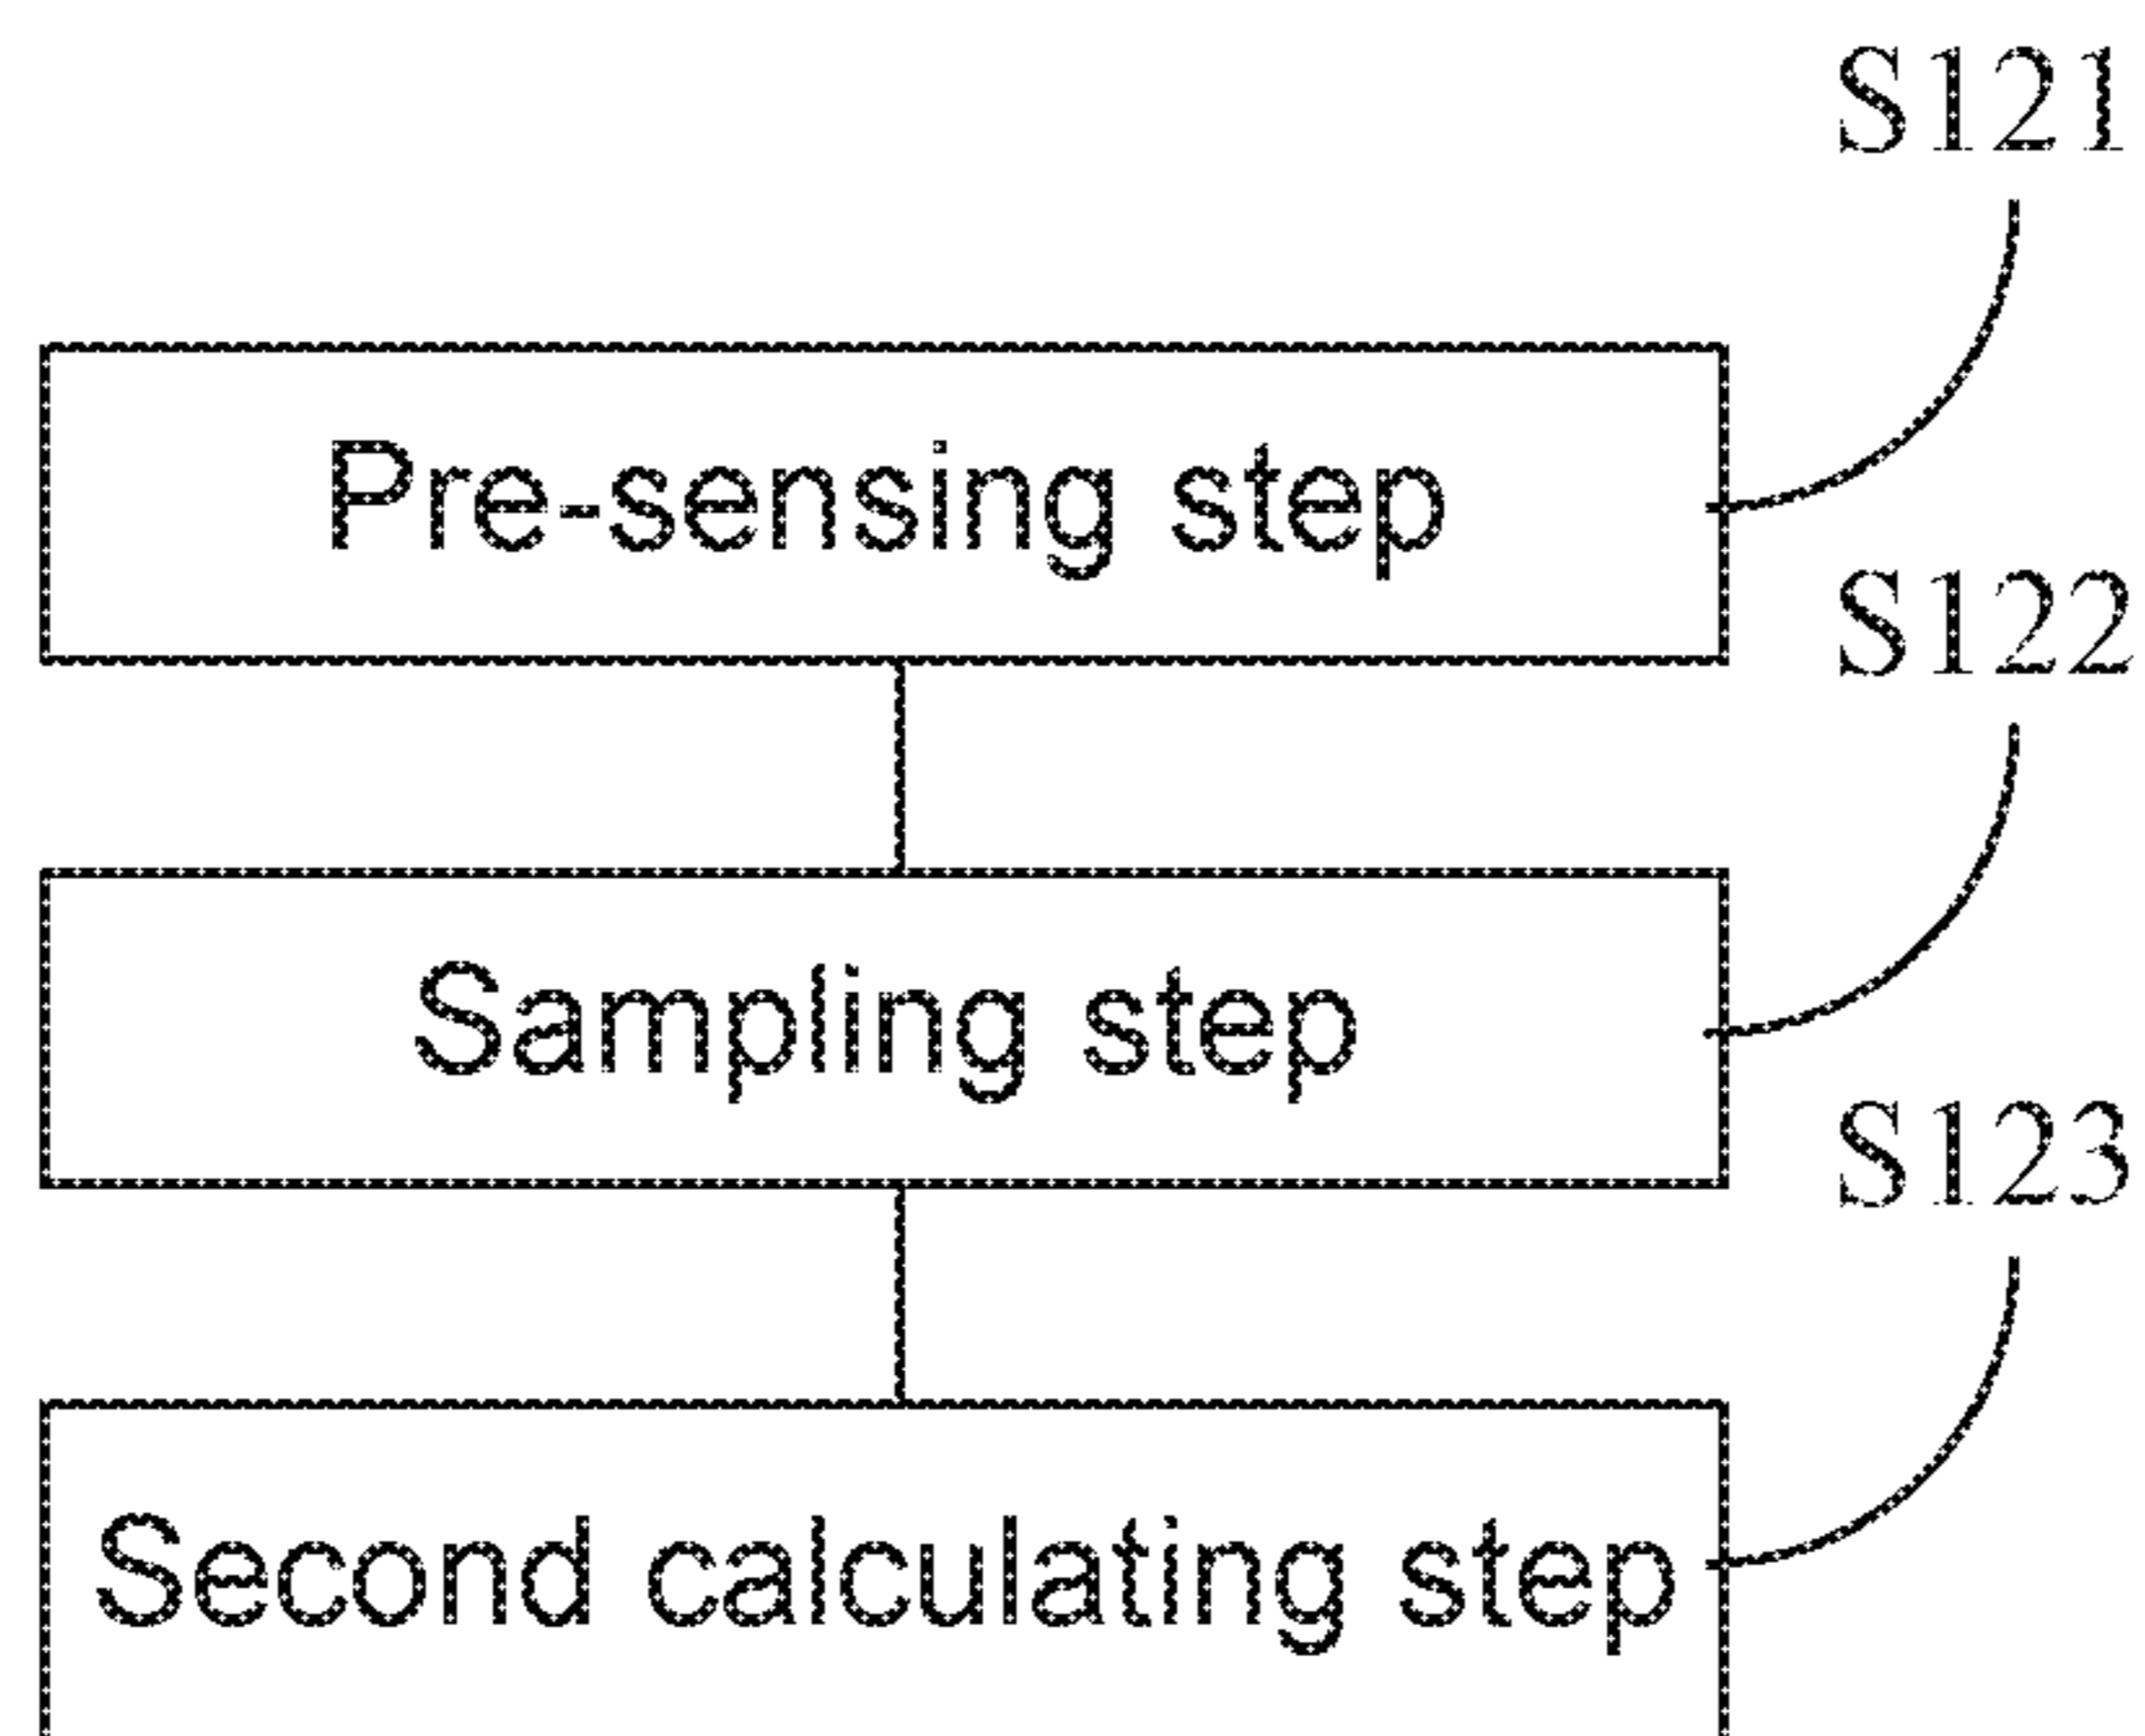 S121
Pre-sensing step
S122
Sampling step
S123
Second calculating step